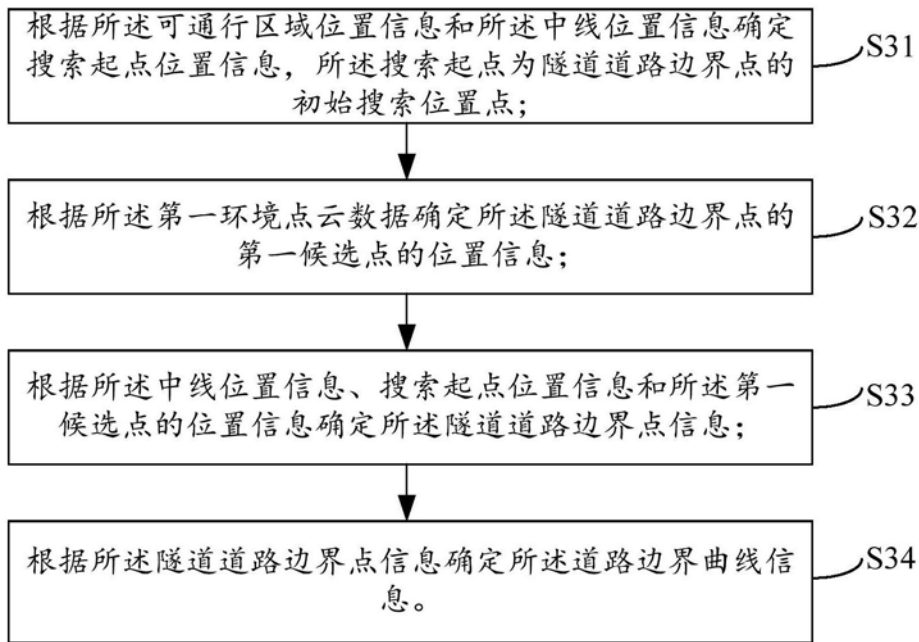 根据所述可通行区域位置信息和所述中线位置信息确定
搜索起点位置信息，所述搜索起点为隧道道路边界点的
初始搜索位置点；
S31
根据所述第一环境点云数据确定所述隧道道路边界点的
第一候选点的位置信息；
S32
根据所述中线位置信息、搜索起点位置信息和所述第一
候选点的位置信息确定所述隧道道路边界点信息；
S33
根据所述隧道道路边界点信息确定所述道路边界曲线信
息。
S34